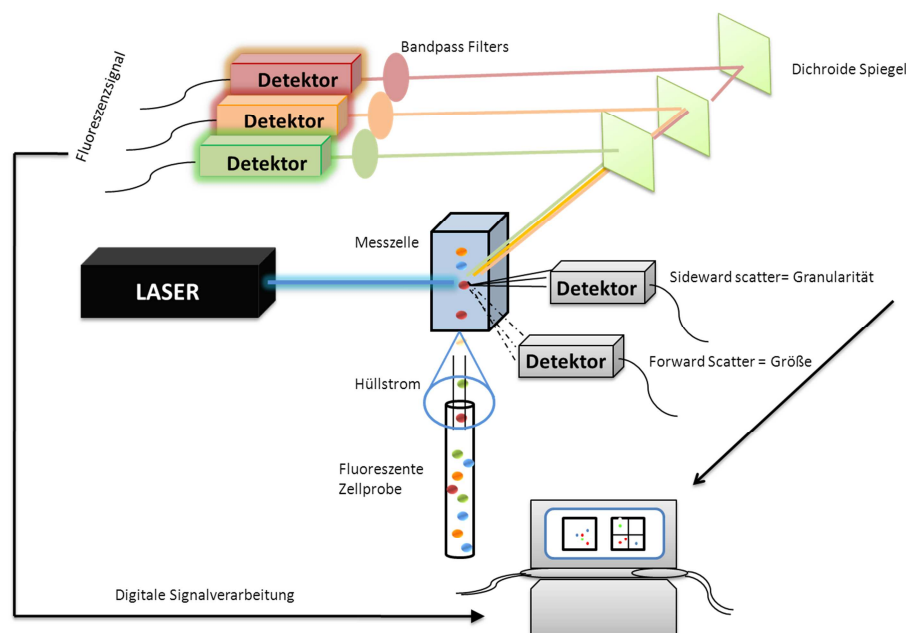 Bandpass Filters
Dichroide Spiegel
Fluoreszenzsignal
Detektor
Detektor
Detektor
Messzelle
LASER
Sideward scatter= Granularität
Detektor
Detektor
Forward Scatter = Größe
Hüllstrom
Fluoreszente
Zellprobe
Digitale Signalverarbeitung